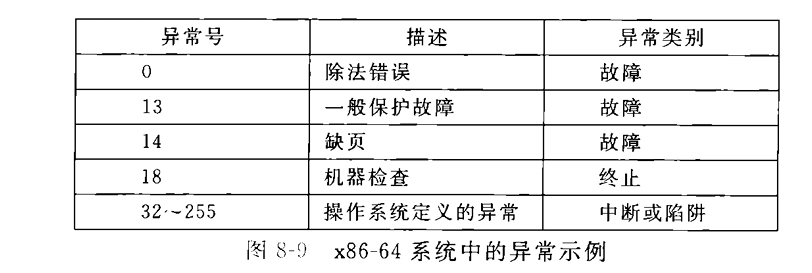 异常号 描述 异常类别
0 除法错误 故障
13 一般保护故障 故障
14 缺页 故障
18 机器检查 终止
32~255 操作系统定义的异常 中断或陷阱
图 8-9 x86-64 系统中的异常示例